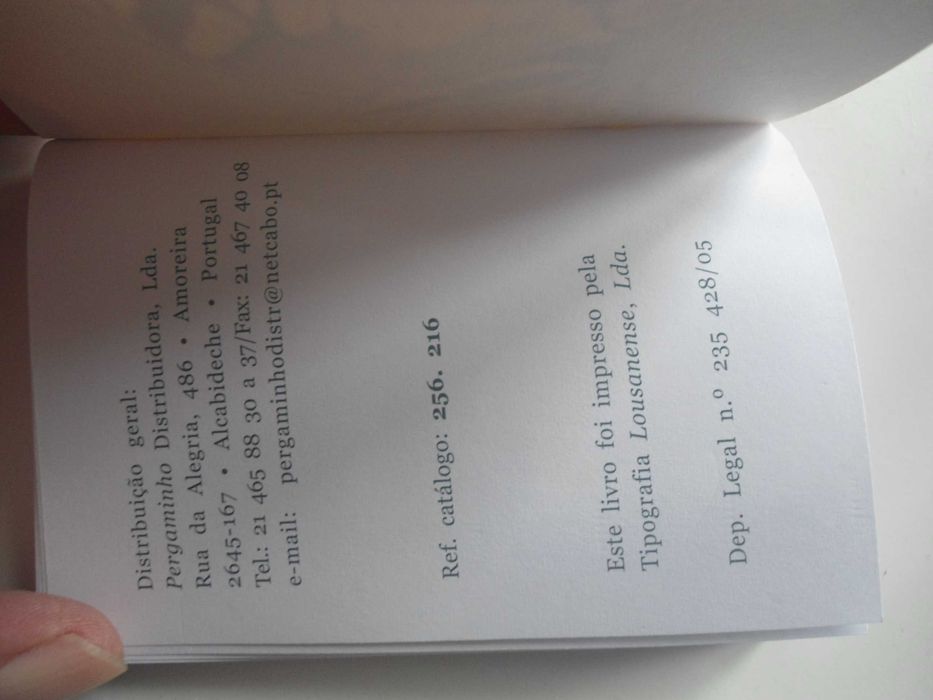 Distribuição geral:
Pergaminho Distribuidora, Lda.
Rua da Alegria, 486 • Amoreira
2645-167 • Alcabideche • Portugal
Tel.: 21 465 88 30 a 37/Fax: 21 467 40 08
e-mail: pergaminhodistr@netcabo.pt
Ref. catálogo: 256. 216
Este livro foi impresso pela
Tipografia Lousanense, Lda.
Dep. Legal n.º 235 428/05